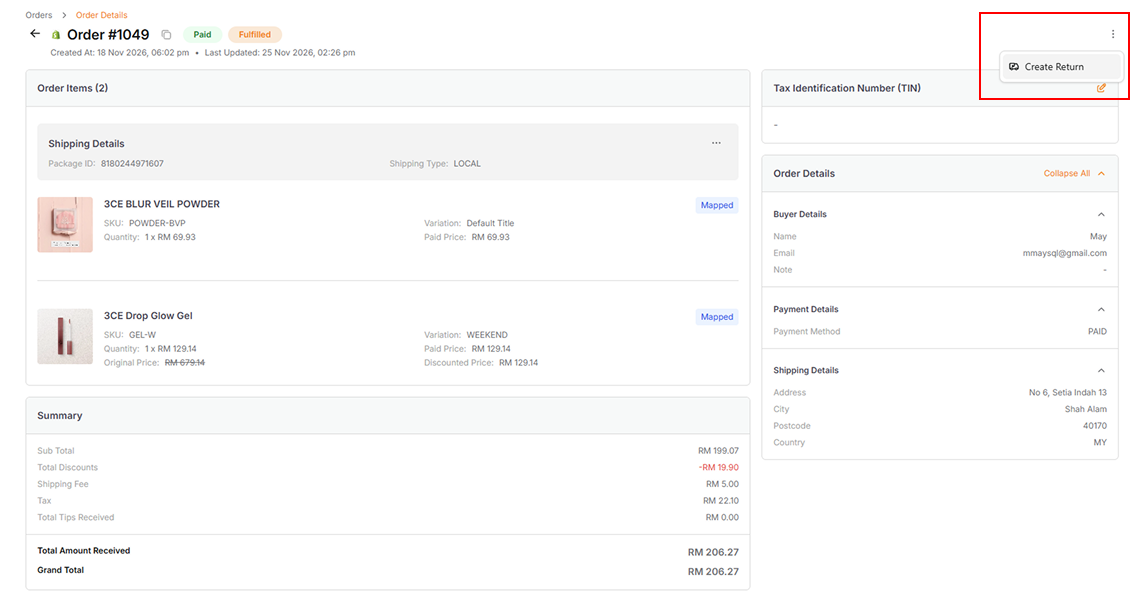 Orders > Order Details
Order #1049 Paid Fulfilled
Created At: 18 Nov 2026, 06:02 pm • Last Updated: 25 Nov 2026, 02:26 pm
Create Return
Order Items (2)
Shipping Details
Package ID: 8180244971607 Shipping Type: LOCAL
3CE BLUR VEIL POWDER Mapped
SKU: POWDER-BVP Variation: Default Title
Quantity: 1 x RM 69.93 Paid Price: RM 69.93
3CE Drop Glow Gel Mapped
SKU: GEL-W Variation: WEEKEND
Quantity: 1 x RM 129.14 Paid Price: RM 129.14
Original Price: RM 679.14 Discounted Price: RM 129.14
Summary
Sub Total RM 199.07
Total Discounts -RM 19.90
Shipping Fee RM 5.00
Tax RM 22.10
Total Tips Received RM 0.00
Total Amount Received RM 206.27
Grand Total RM 206.27
Tax Identification Number (TIN)
-
Order Details Collapse All
Buyer Details
Name May
Email mmaysql@gmail.com
Note -
Payment Details
Payment Method PAID
Shipping Details
Address No 6, Setia Indah 13
City Shah Alam
Postcode 40170
Country MY